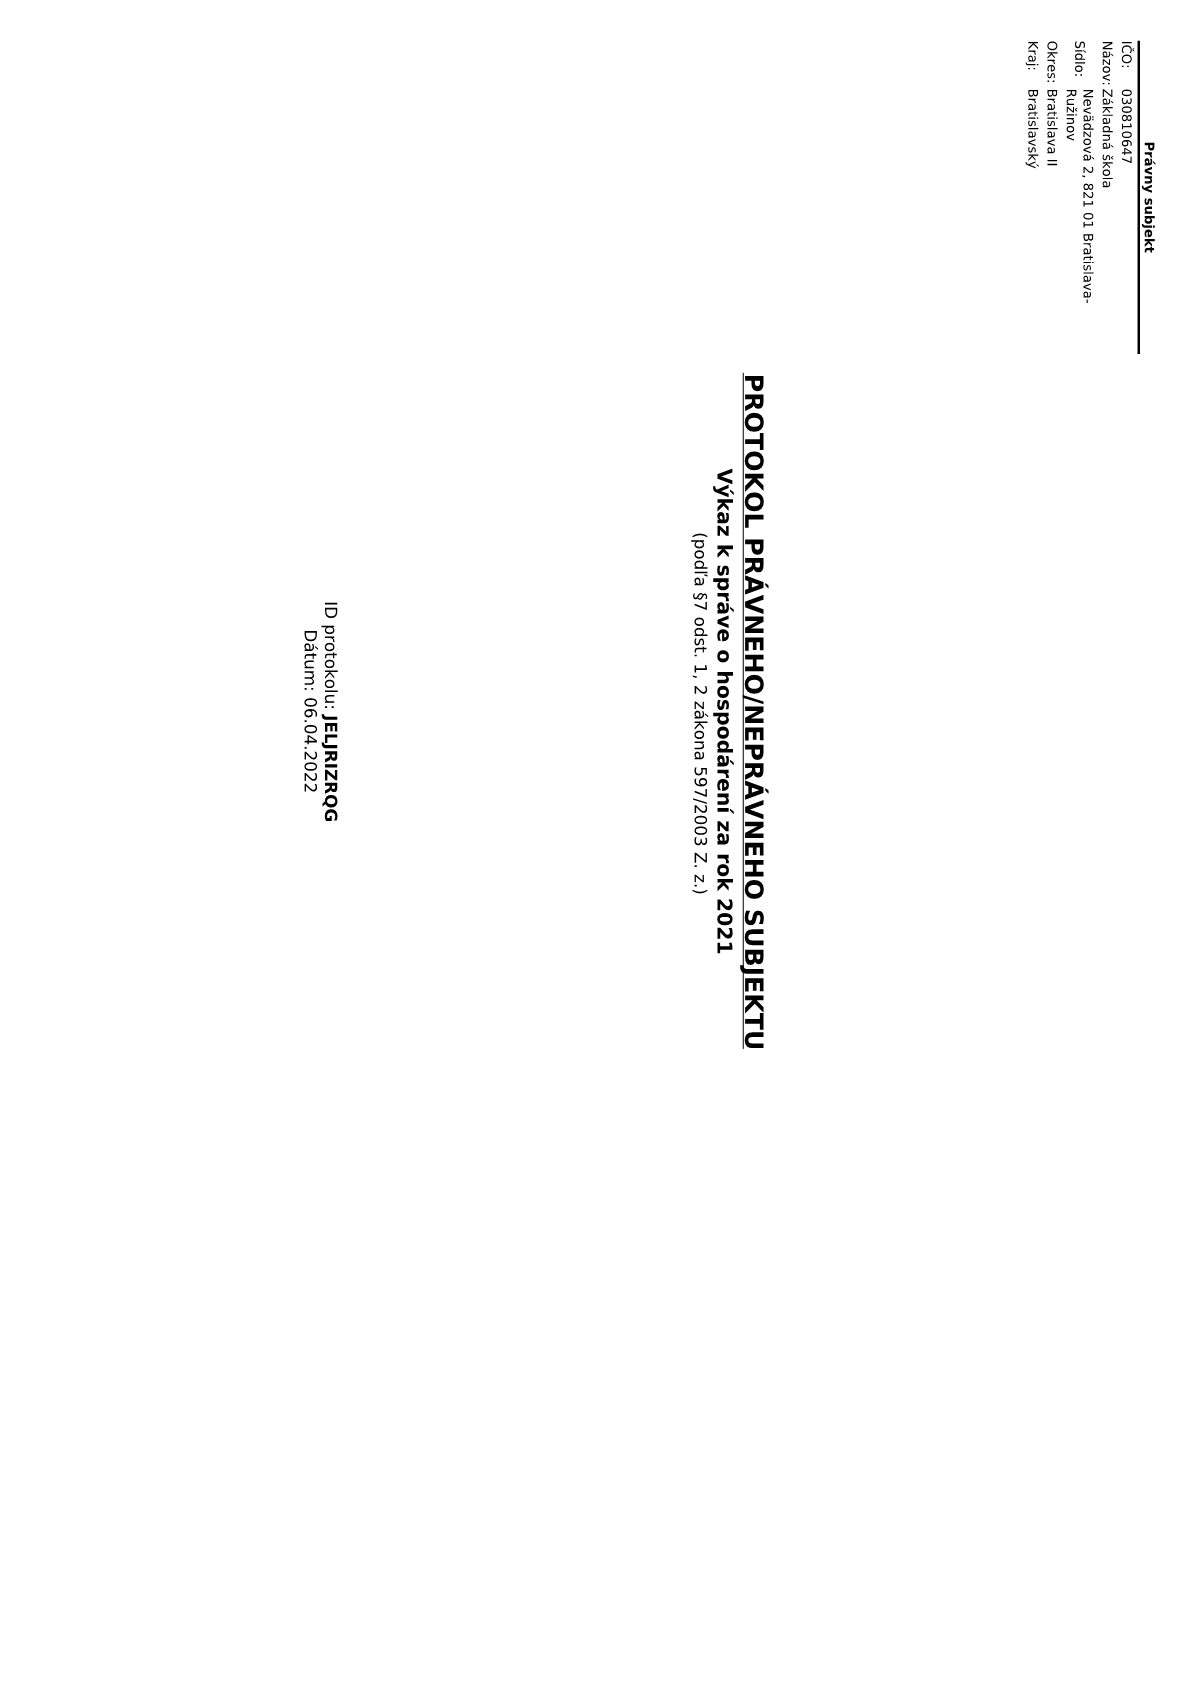 Právny subjekt
IČO: 030810647
Názov: Základná škola
Sídlo: Nevädzová 2, 821 01 Bratislava-
Ružinov
Okres: Bratislava II
Kraj: Bratislavský
PROTOKOL PRÁVNEHO/NEPRÁVNEHO SUBJEKTU
Výkaz k správe o hospodárení za rok 2021
(podľa §7 odst. 1, 2 zákona 597/2003 Z. z.)
ID protokolu: JELJRIZRQG
Dátum: 06.04.2022